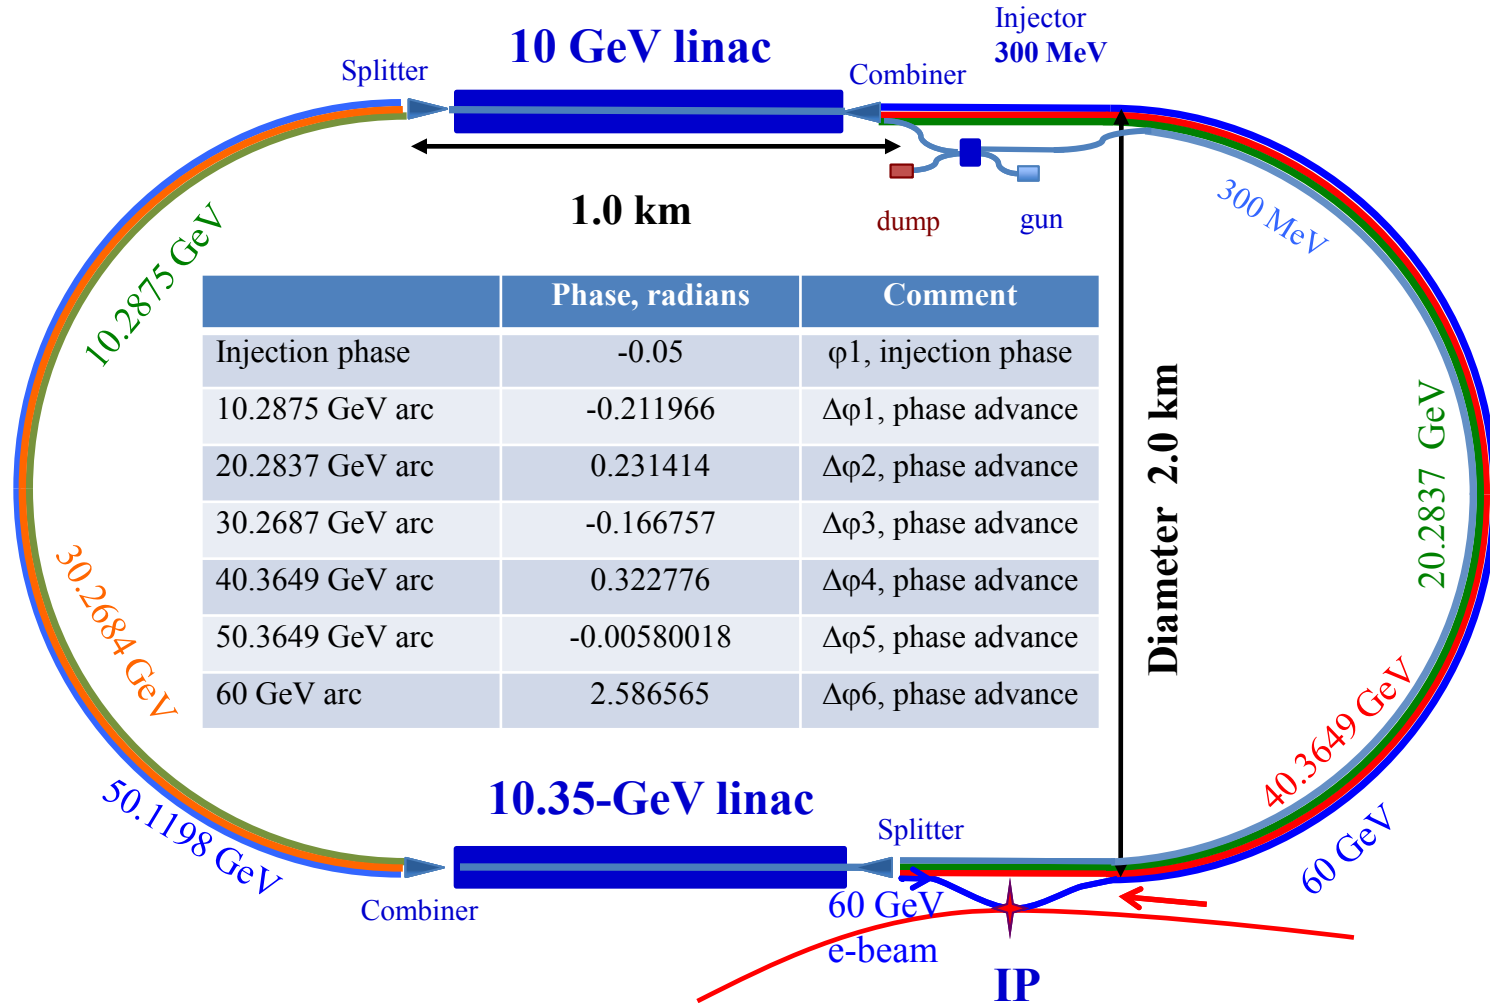 Injector
300 MeV
10 GeV linac
Splitter
Combiner
1.0 km
dump
gun
300 MeV
10.2875 GeV
Phase, radians Comment
Injection phase -0.05 φ1, injection phase
10.2875 GeV arc -0.211966 Δφ1, phase advance
20.2837 GeV arc 0.231414 Δφ2, phase advance
30.2687 GeV arc -0.166757 Δφ3, phase advance
40.3649 GeV arc 0.322776 Δφ4, phase advance
50.3649 GeV arc -0.00580018 Δφ5, phase advance
60 GeV arc 2.586565 Δφ6, phase advance
Diameter 2.0 km
20.2837 GeV
30.2684 GeV
40.3649 GeV
50.1198 GeV
60 GeV
10.35-GeV linac
Splitter
Combiner
60 GeV
e-beam
IP